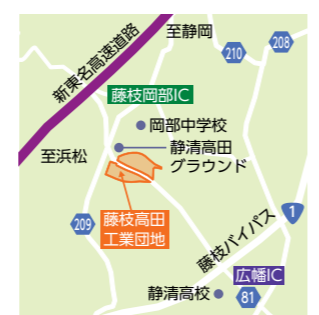 至静岡
208
210
新東名高速道路
藤枝岡部IC
岡部中学校
静清高田
グラウンド
至浜松
藤枝高田
工業団地
209
1
藤枝バイパス
広幡IC
静清高校
81